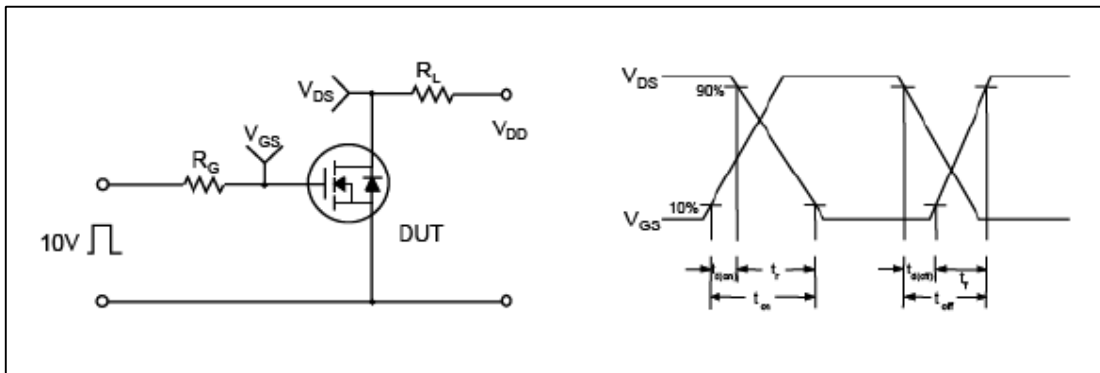 V_DS
R_L
V_DD
V_GS
R_G
10V
DUT
V_DS
90%
10%
V_GS
t_d(on)
t_r
t_on
t_d(off)
t_f
t_off